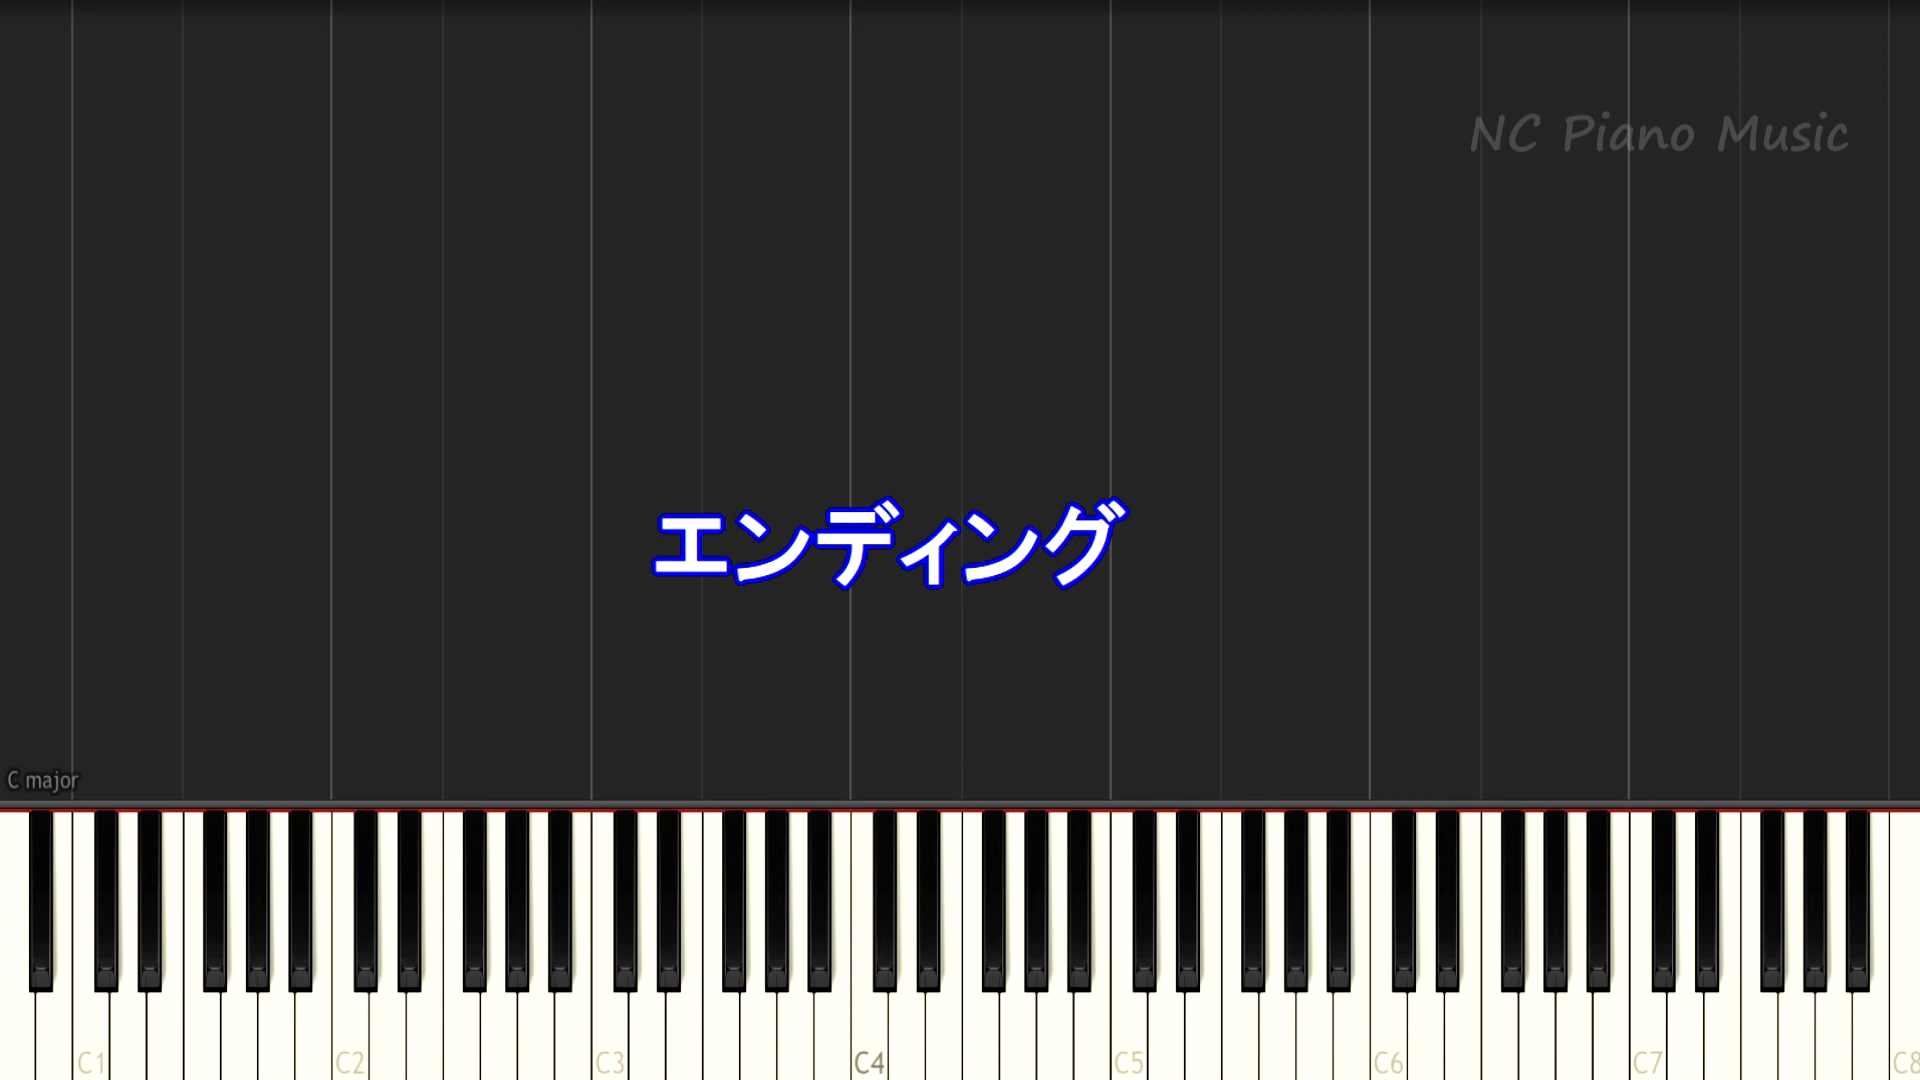 NC Piano Music
エンディング
C major
C1 C2 C3 C4 C5 C6 C7 C8